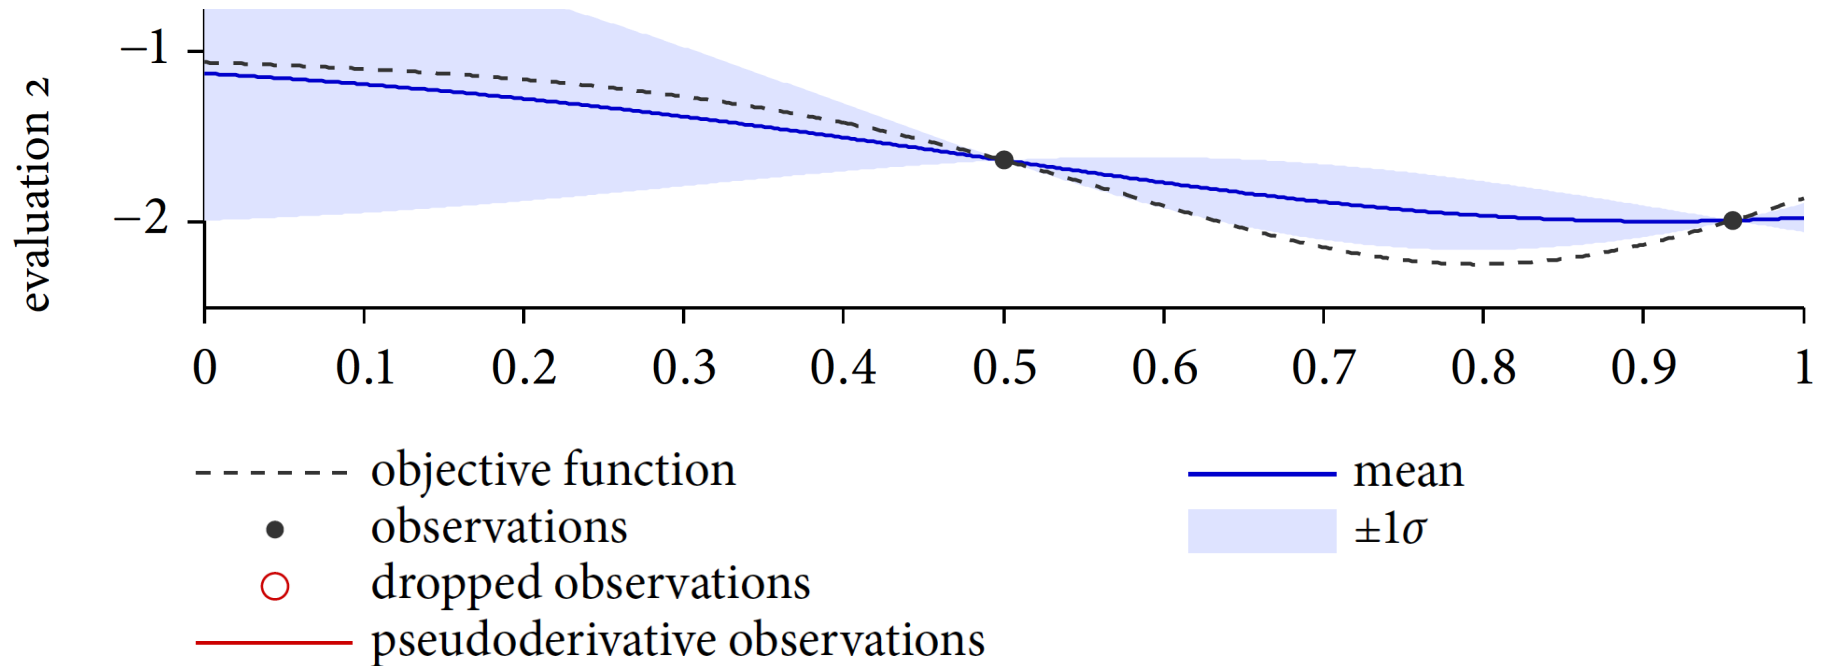 evaluation 2
−1
−2
0 0.1 0.2 0.3 0.4 0.5 0.6 0.7 0.8 0.9 1
objective function
observations
dropped observations
pseudoderivative observations
mean
±1σ